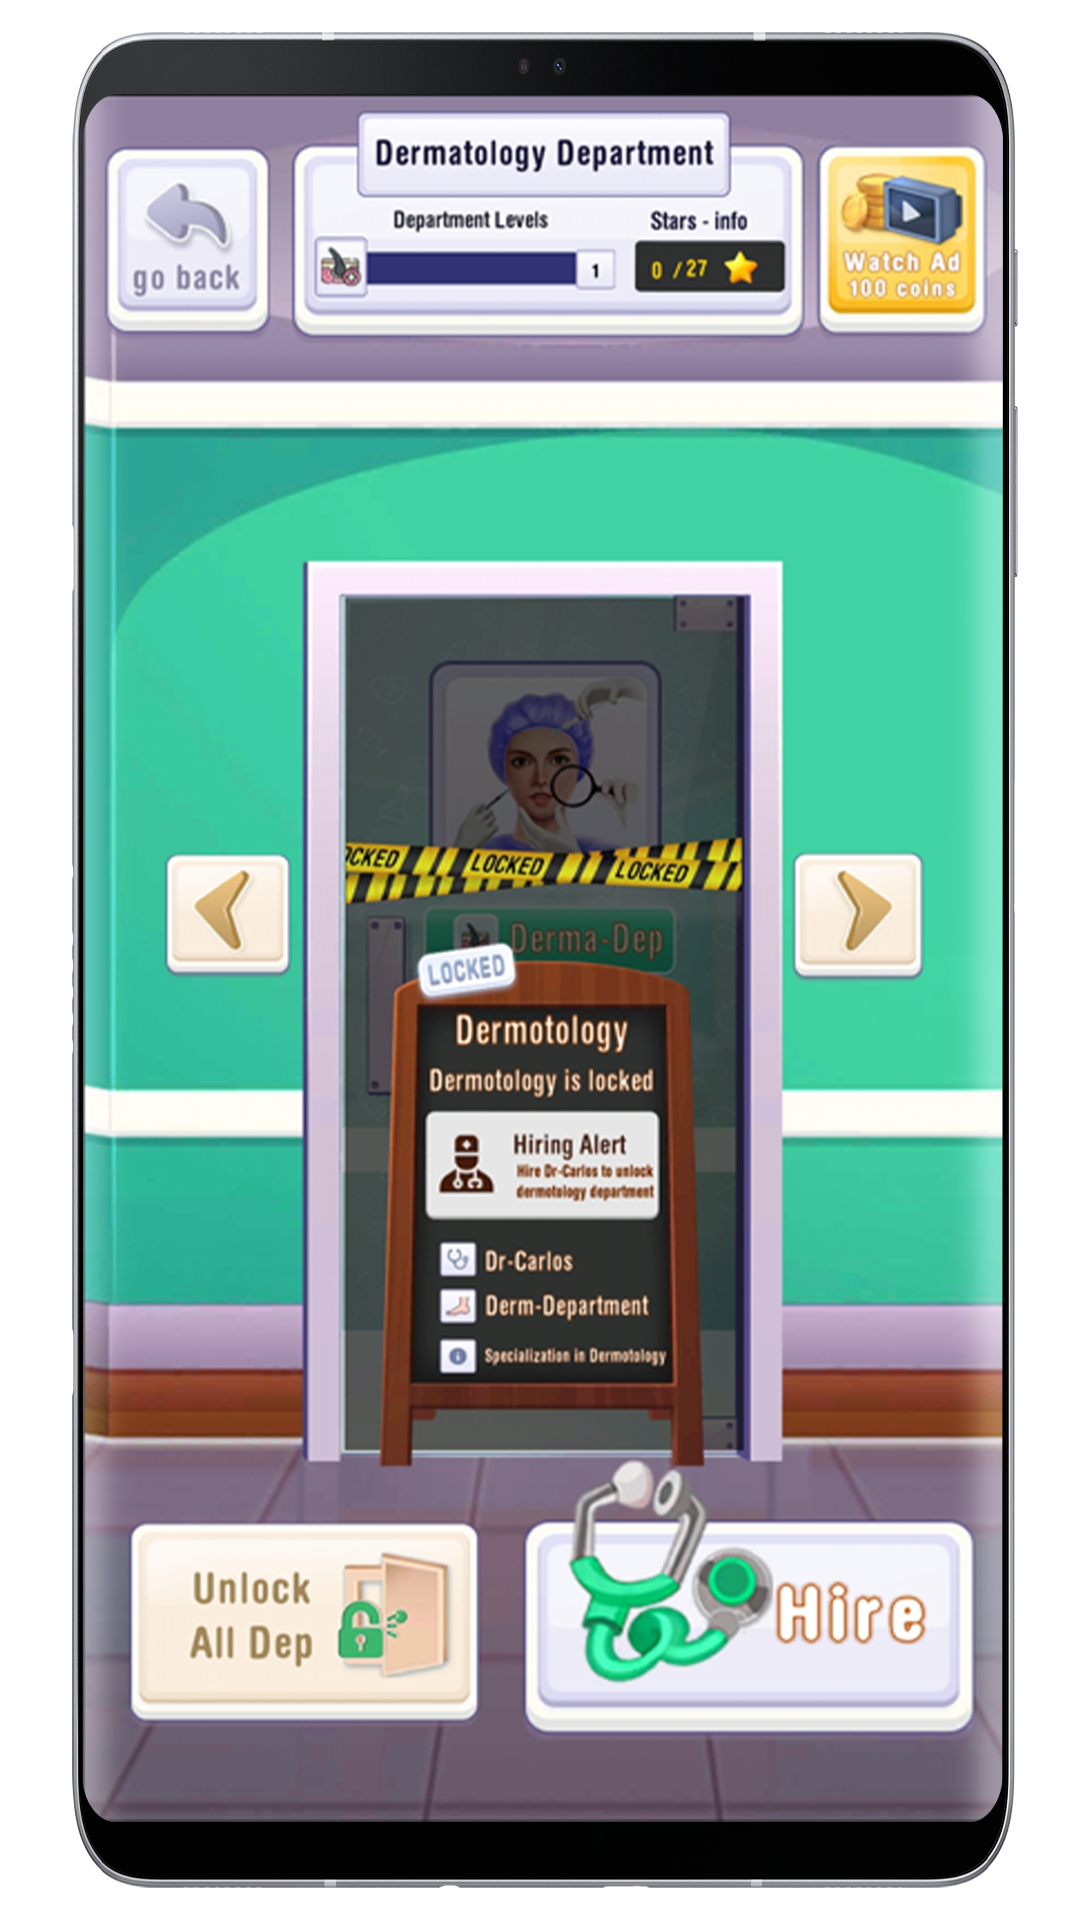 Dermatology Department
go back
Department Levels
Stars - info
1
0 / 27
Watch Ad
100 coins
OCKED LOCKED LOCKED
Derma-Dep
LOCKED
Dermotology
Dermotology is locked
Hiring Alert
Hire Dr-Carlos to unlock
dermotology department
Dr-Carlos
Derm-Department
Specialization in Dermotology
Unlock
All Dep
Hire